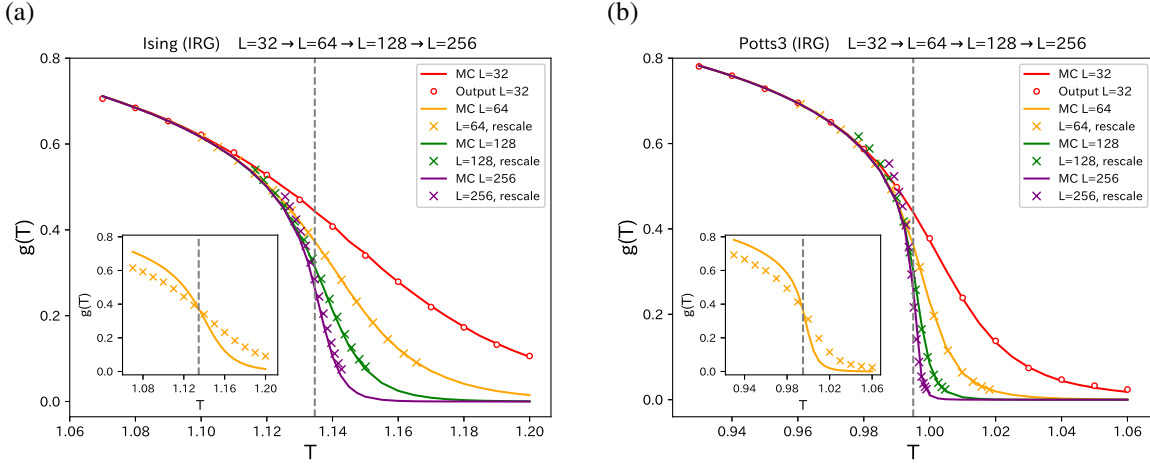 (a)
Ising (IRG) L=32 → L=64 → L=128 → L=256
g(T)
0.8
0.6
0.4
0.2
0.0
1.06
1.08
1.10
1.12
1.14
1.16
1.18
1.20
T
MC L=32
Output L=32
MC L=64
L=64, rescale
MC L=128
L=128, rescale
MC L=256
L=256, rescale
g(T)
0.8
0.6
0.4
0.2
0.0
1.08
1.12
1.16
1.20
T
(b)
Potts3 (IRG) L=32 → L=64 → L=128 → L=256
g(T)
0.8
0.6
0.4
0.2
0.0
0.94
0.96
0.98
1.00
1.02
1.04
1.06
T
MC L=32
Output L=32
MC L=64
L=64, rescale
MC L=128
L=128, rescale
MC L=256
L=256, rescale
g(T)
0.8
0.6
0.4
0.2
0.0
0.94
0.98
1.02
1.06
T